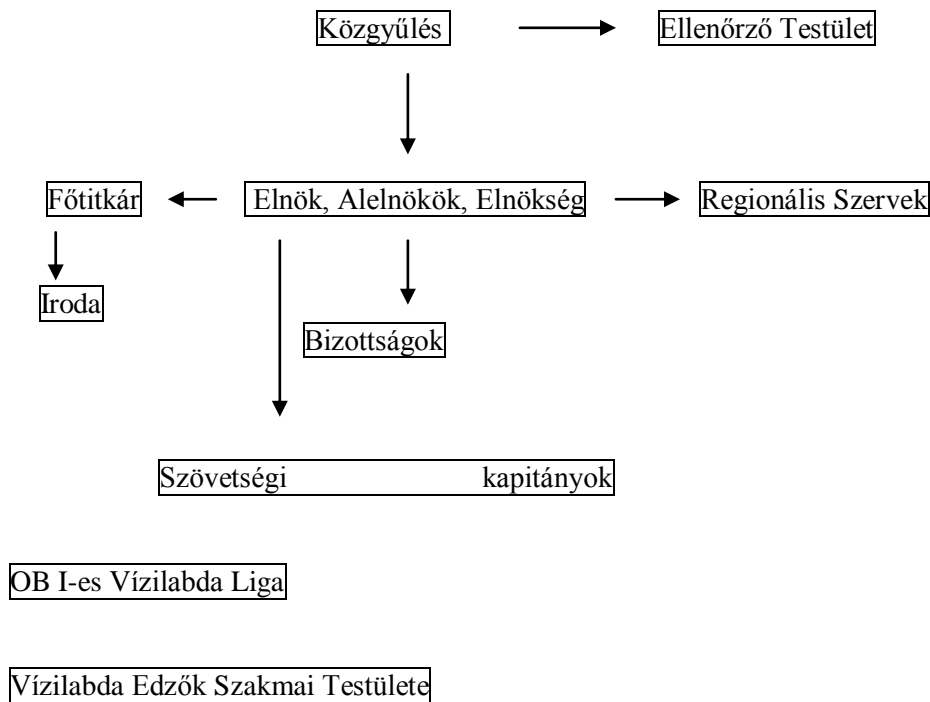 Közgyűlés Ellenőrző Testület
Főtitkár Elnök, Alelnökök, Elnökség Regionális Szervek
Iroda
Bizottságok
Szövetségi kapitányok
OB I-es Vízilabda Liga
Vízilabda Edzők Szakmai Testülete